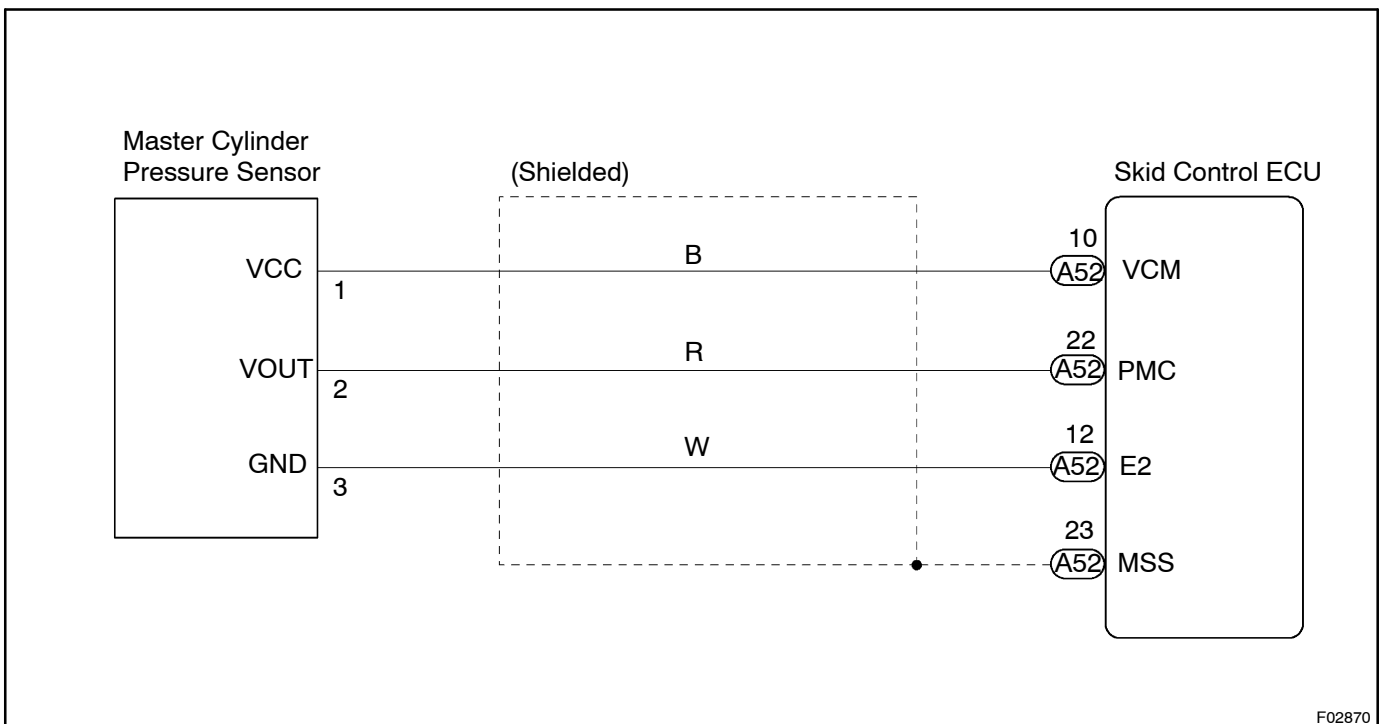 Master Cylinder
Pressure Sensor
(Shielded)
Skid Control ECU
VCC
1
B
10
A52
VCM
VOUT
2
R
22
A52
PMC
GND
3
W
12
A52
E2
23
A52
MSS
F02870